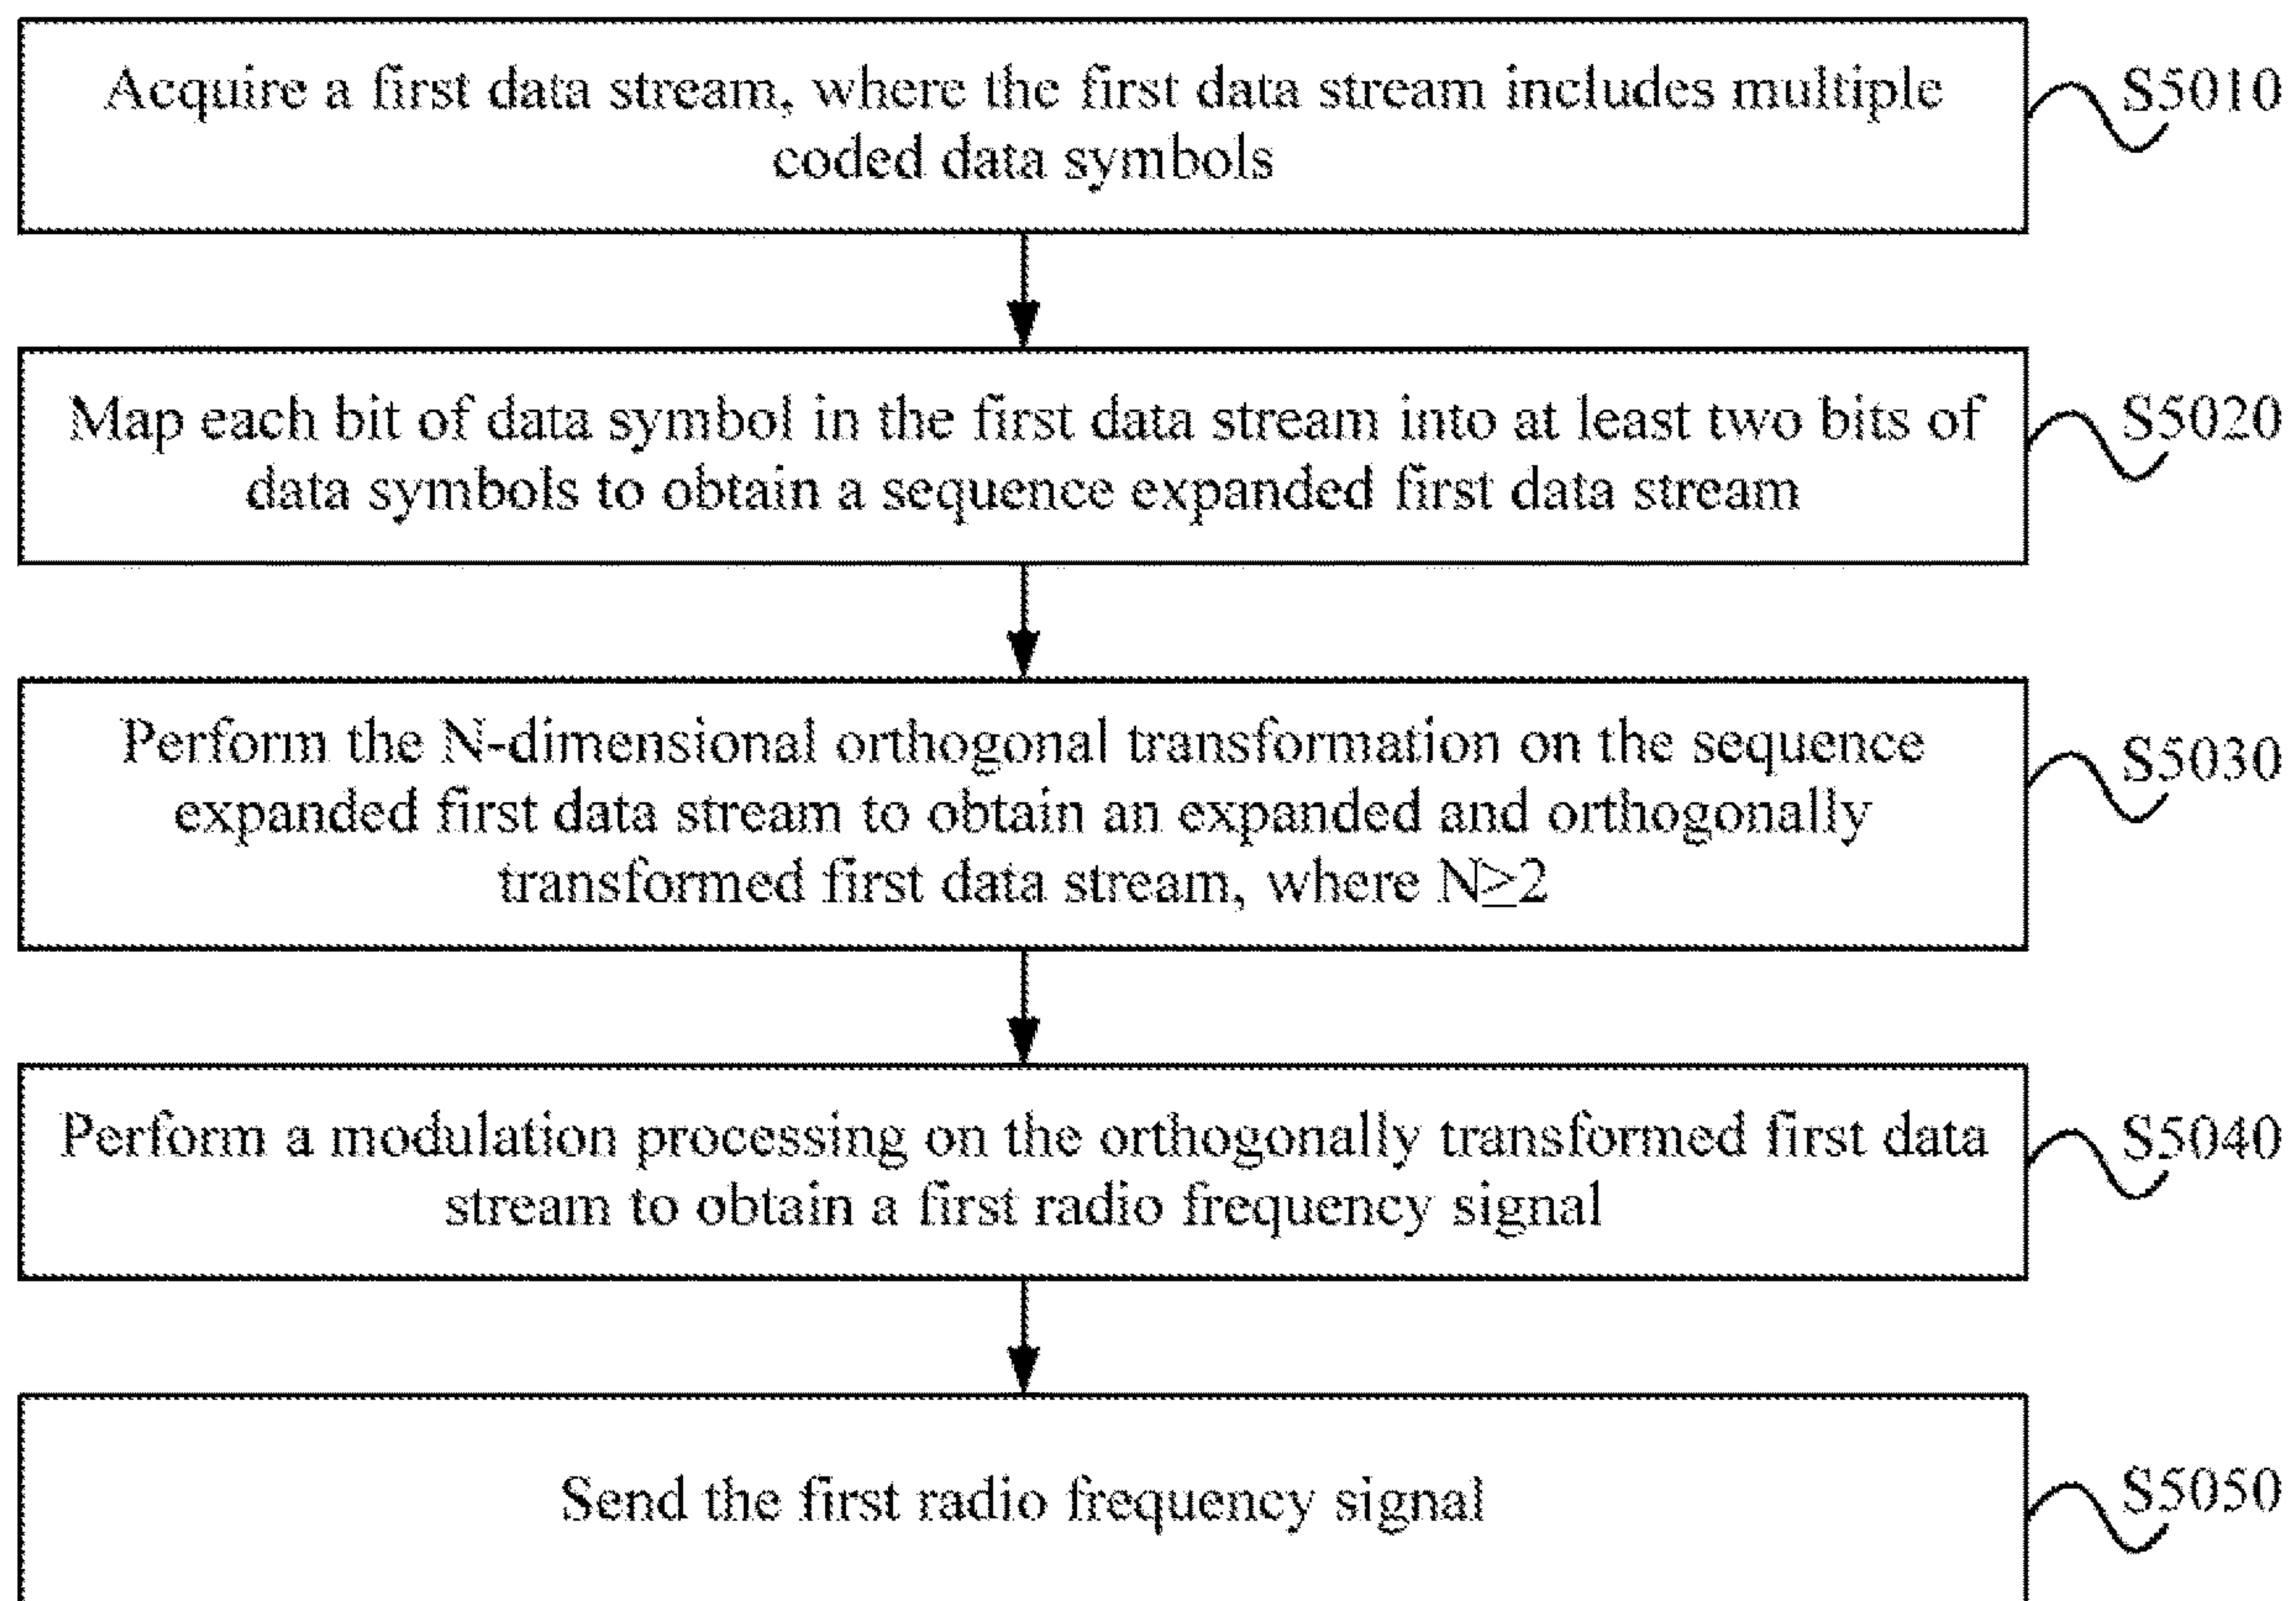 Acquire a first data stream, where the first data stream includes multiple
coded data symbols
S5010
Map each bit of data symbol in the first data stream into at least two bits of
data symbols to obtain a sequence expanded first data stream
S5020
Perform the N-dimensional orthogonal transformation on the sequence
expanded first data stream to obtain an expanded and orthogonally
transformed first data stream, where N≥2
S5030
Perform a modulation processing on the orthogonally transformed first data
stream to obtain a first radio frequency signal
S5040
Send the first radio frequency signal
S5050